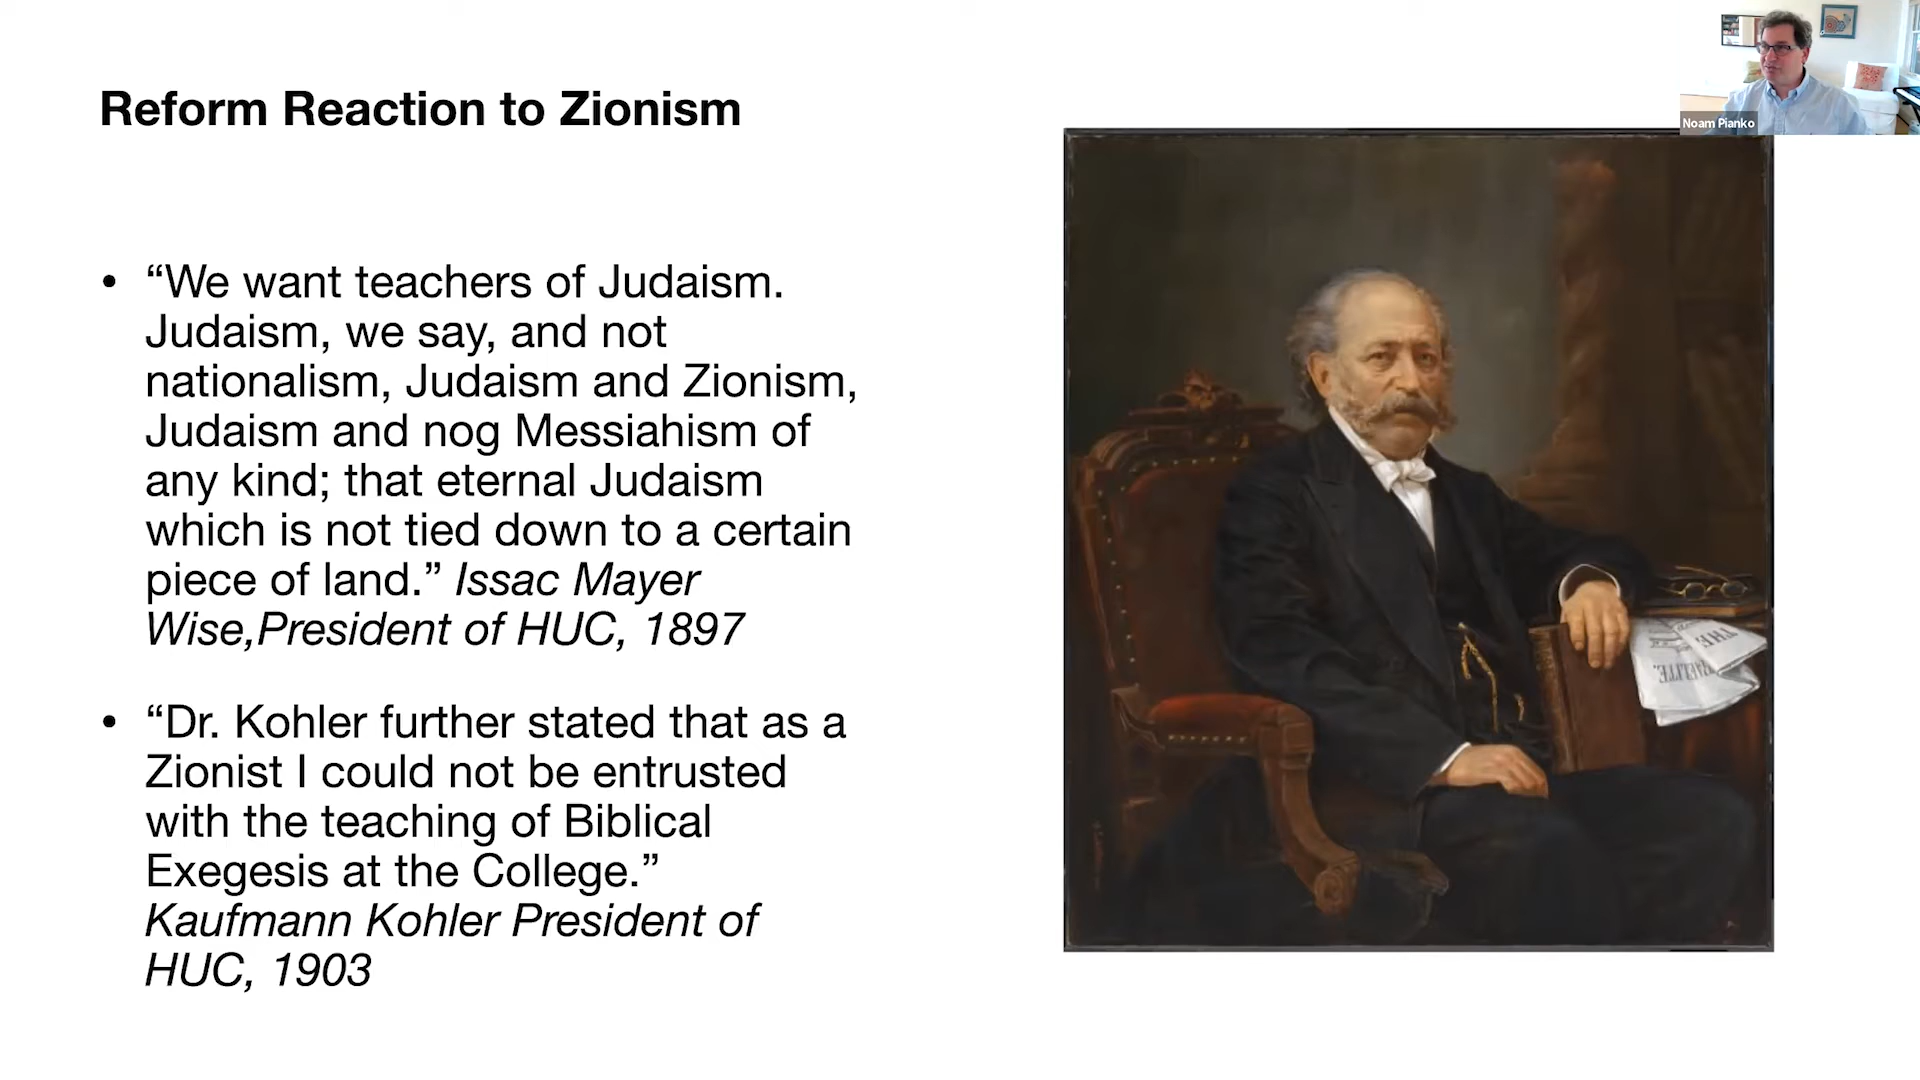 Noam Pianko
Reform Reaction to Zionism
• “We want teachers of Judaism.
Judaism, we say, and not
nationalism, Judaism and Zionism,
Judaism and nog Messiahism of
any kind; that eternal Judaism
which is not tied down to a certain
piece of land.” Issac Mayer
Wise,President of HUC, 1897
• “Dr. Kohler further stated that as a
Zionist I could not be entrusted
with the teaching of Biblical
Exegesis at the College.”
Kaufmann Kohler President of
HUC, 1903
THE